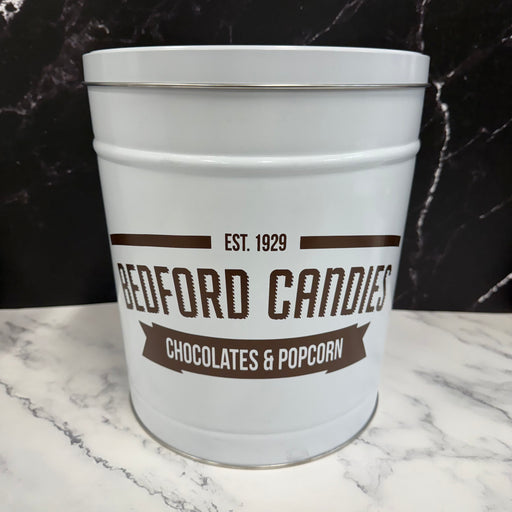 EST. 1929
BEDFORD CANDIES
CHOCOLATES & POPCORN